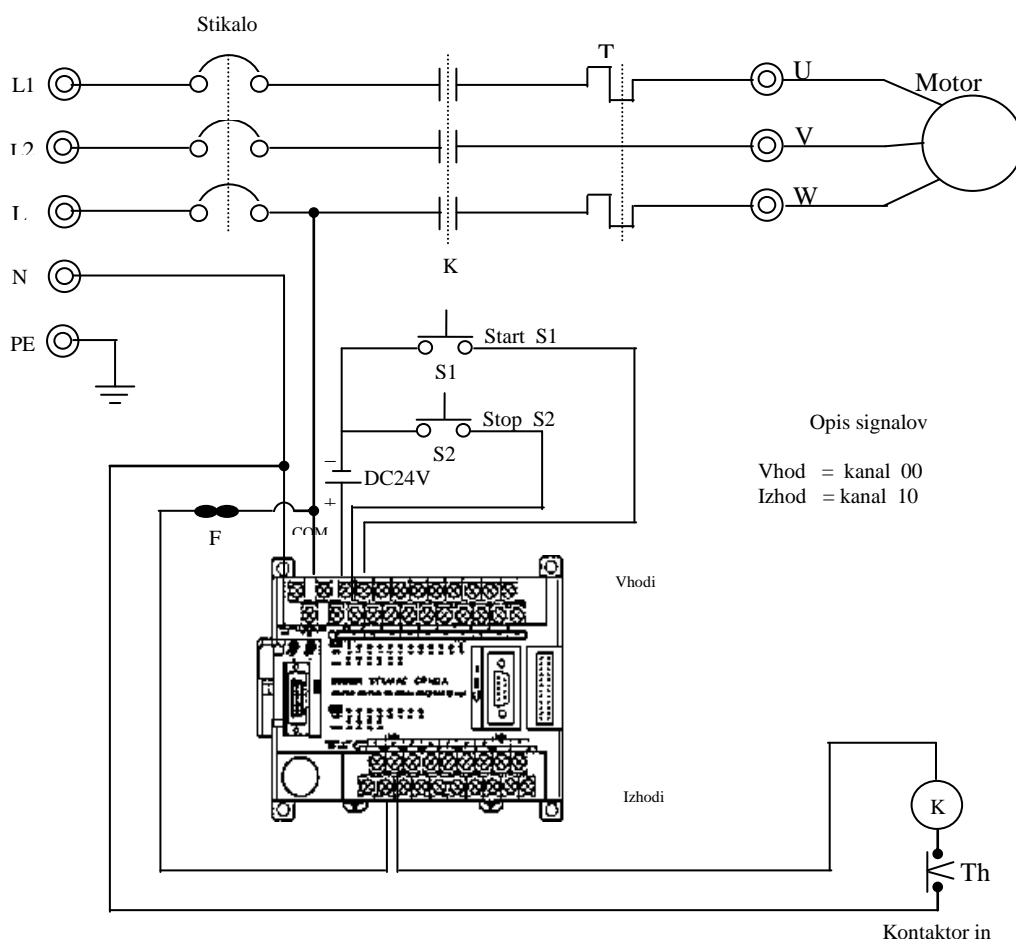 Stikalo
T
L1
U
Motor
L2
V
L
W
N
K
PE
Start S1
S1
Stop S2
S2
Opis signalov
DC24V
Vhod = kanal 00
Izhod = kanal 10
–
+
F
COM
Vhodi
Izhodi
K
Th
Kontaktor in